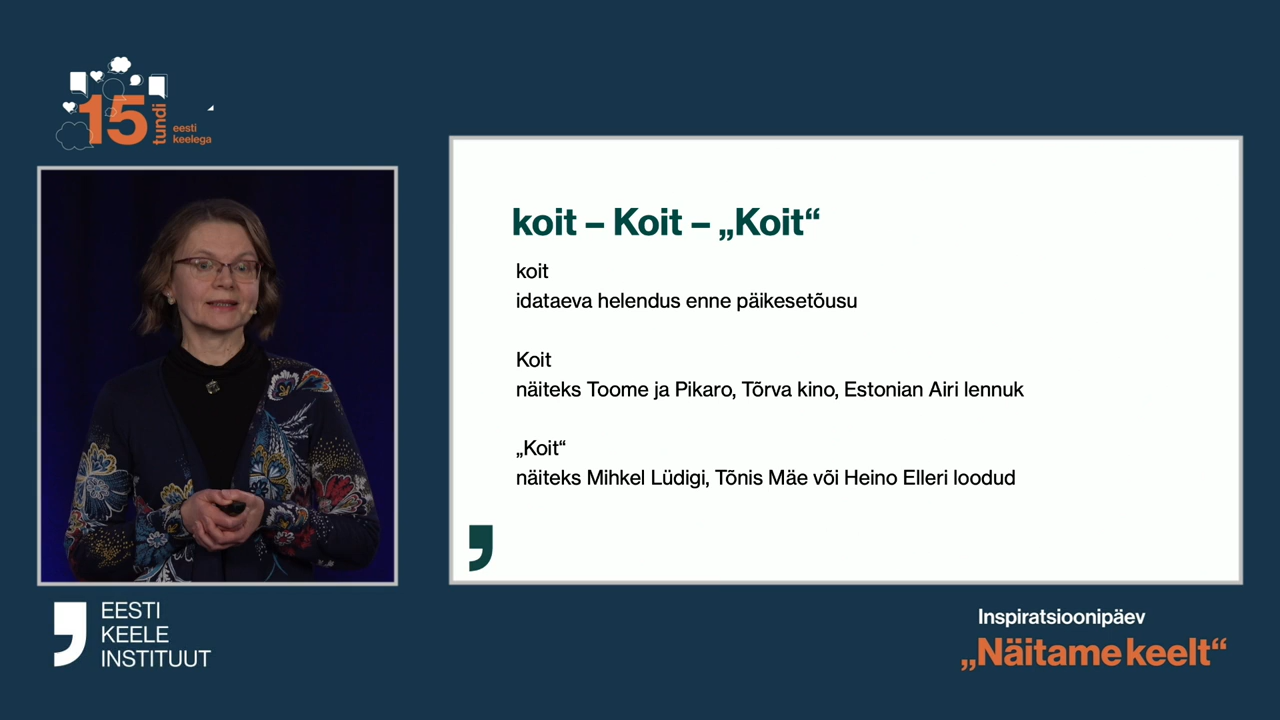 15
tundi
eesti
keelega
koit – Koit – „Koit“
koit
idataeva helendus enne päikesetõusu
Koit
näiteks Toome ja Pikaro, Tõrva kino, Estonian Airi lennuk
„Koit“
näiteks Mihkel Lüdigi, Tõnis Mäe või Heino Elleri loodud
EESTI
KEELE
INSTITUUT
Inspiratsioonipäev
„Näitame keelt“